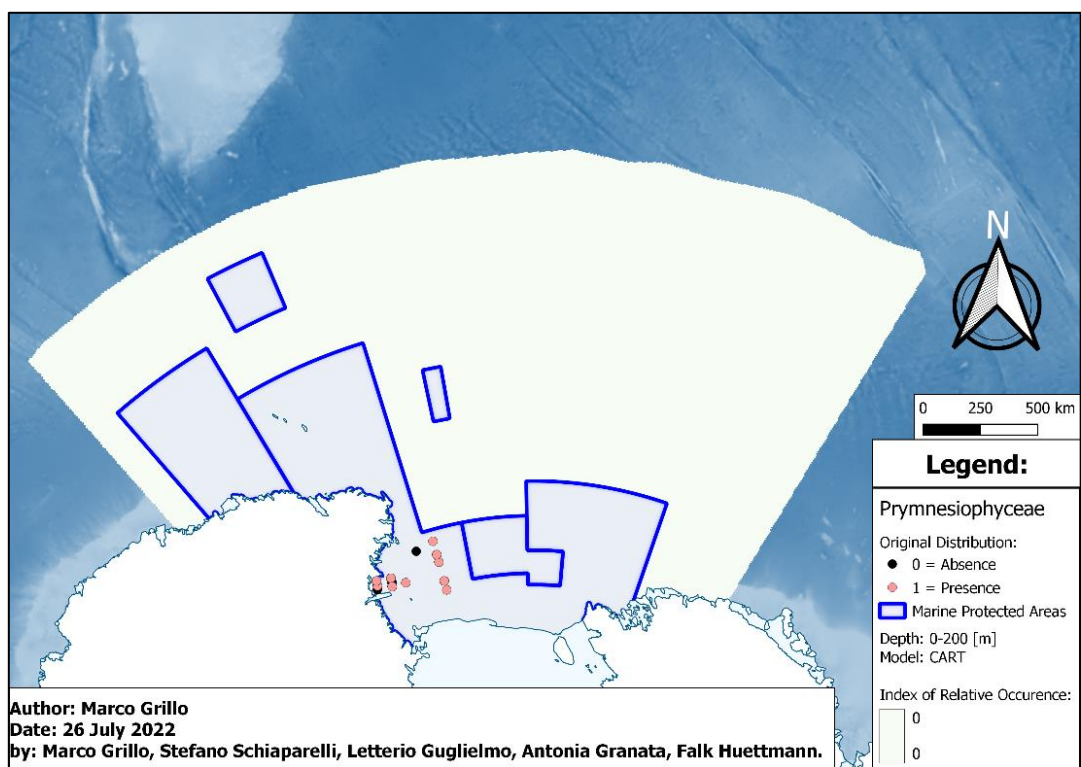 N
0 250 500 km
Legend:
Prymnesiophyceae
Original Distribution:
0 = Absence
1 = Presence
Marine Protected Areas
Depth: 0-200 [m]
Model: CART
Index of Relative Occurence:
0
0
Author: Marco Grillo
Date: 26 July 2022
by: Marco Grillo, Stefano Schiaparelli, Letterio Guglielmo, Antonia Granata, Falk Huettmann.